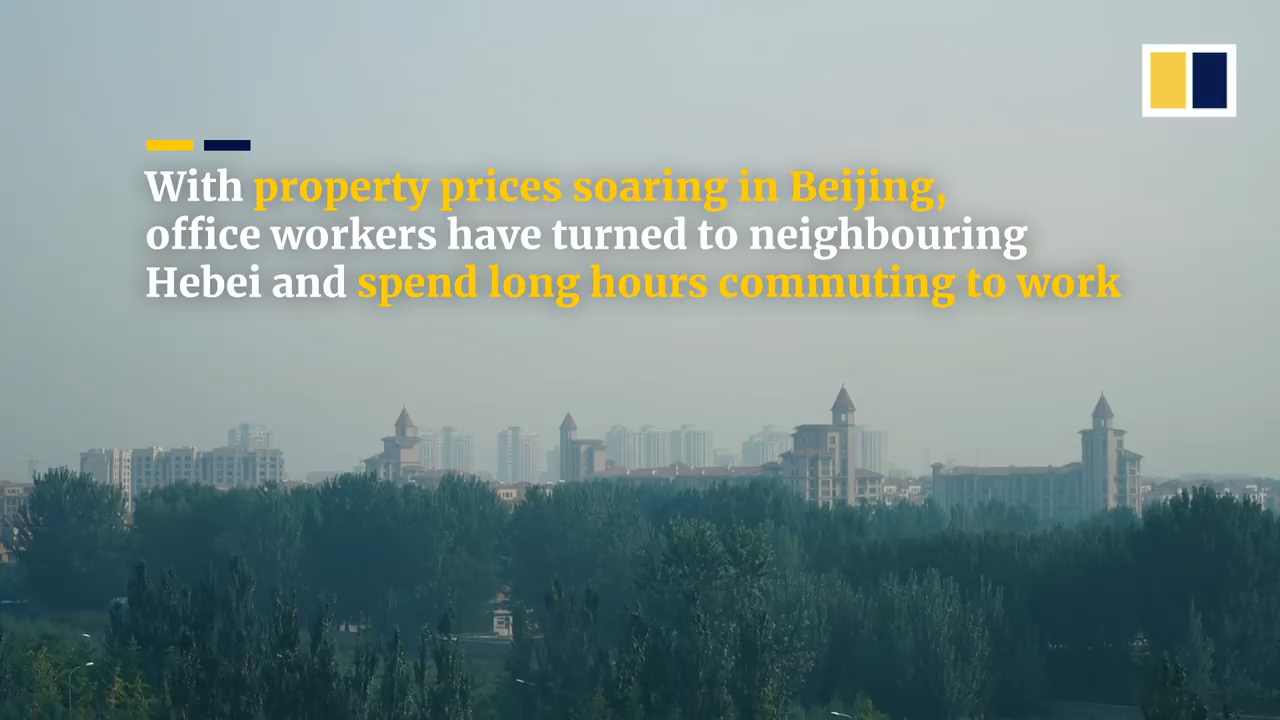 With property prices soaring in Beijing,
office workers have turned to neighbouring
Hebei and spend long hours commuting to work